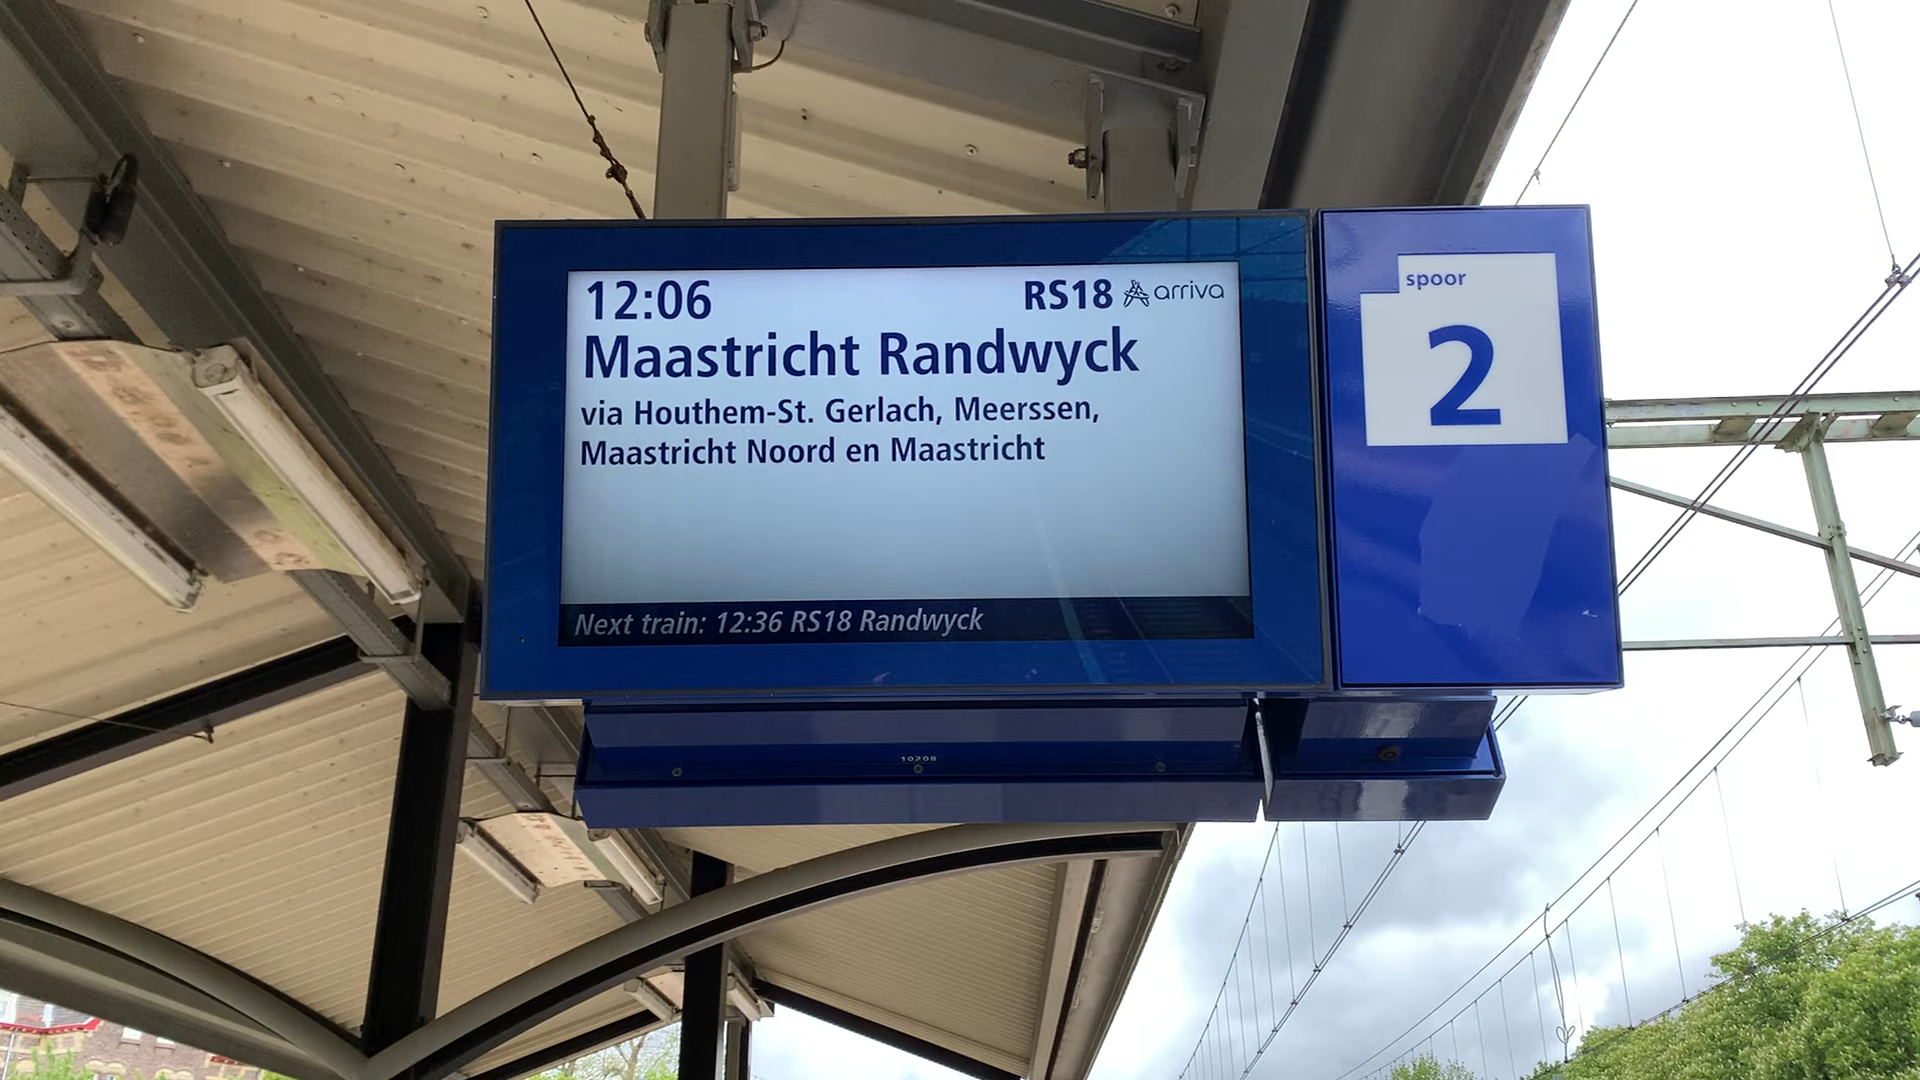 12:06 RS18 arriva
Maastricht Randwyck
via Houthem-St. Gerlach, Meerssen,
Maastricht Noord en Maastricht
Next train: 12:36 RS18 Randwyck
spoor
2
10208